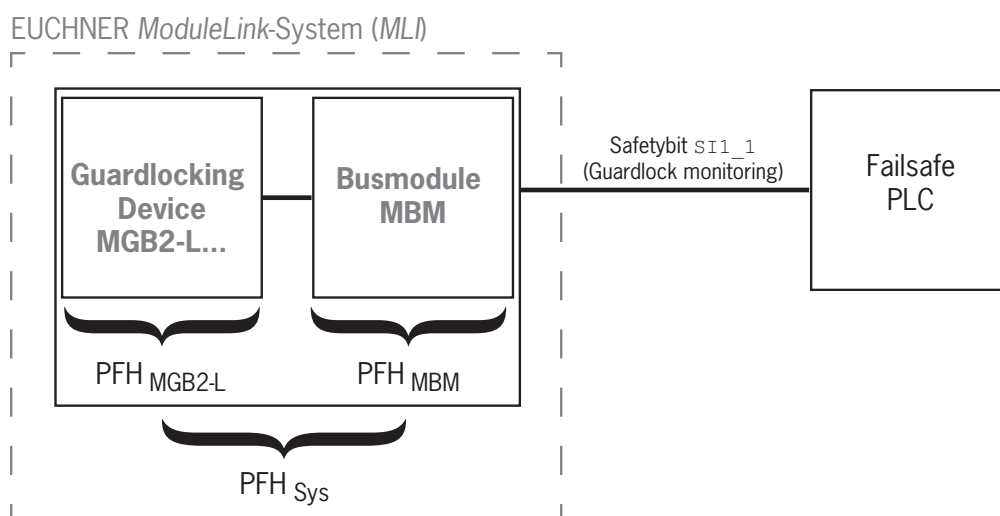 EUCHNER ModuleLink-System (MLI)
Guardlocking
Device
MGB2-L...
Busmodule
MBM
Safetybit SI1_1
(Guardlock monitoring)
Failsafe
PLC
PFH MGB2-L
PFH MBM
PFH Sys